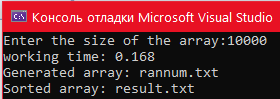 Консоль отладки Microsoft Visual Studio
Enter the size of the array:10000
working time: 0.168
Generated array: rannum.txt
Sorted array: result.txt